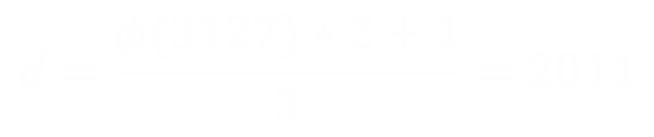 d = ϕ(3127) * 2 + 1 / 3 = 2011